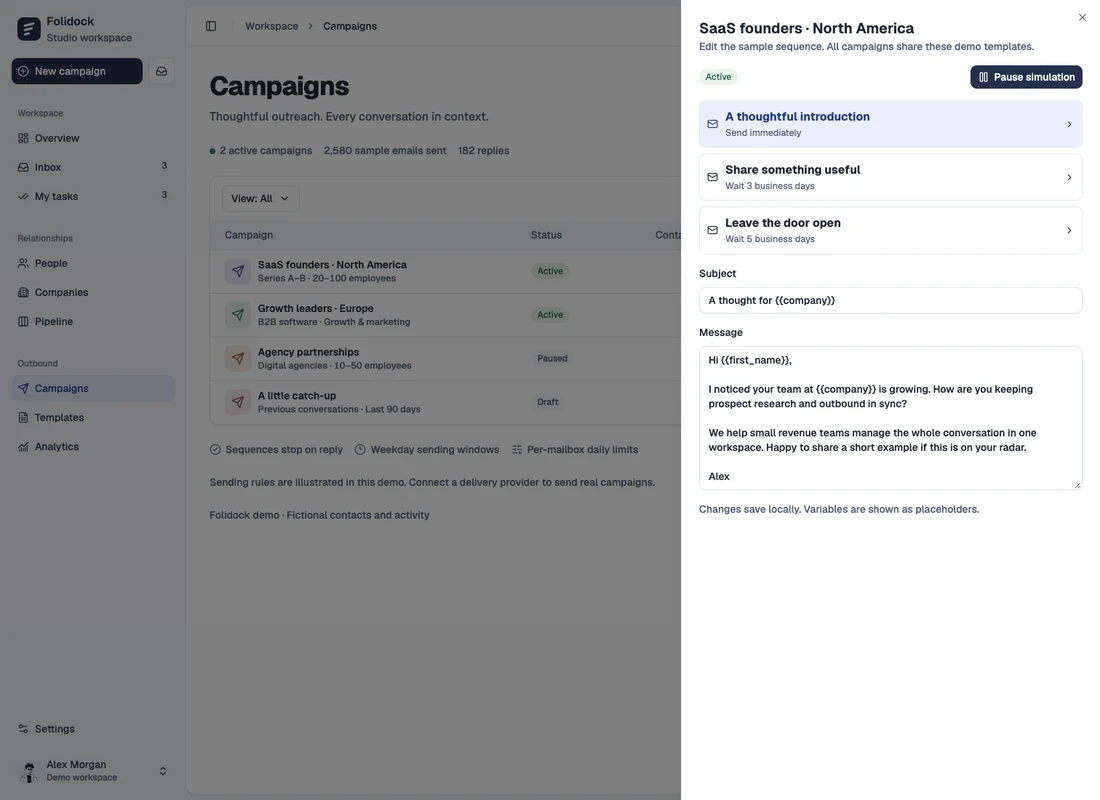 Folidock
Studio workspace
New campaign
Workspace
Overview
Inbox 3
My tasks 3
Relationships
People
Companies
Pipeline
Outbound
Campaigns
Templates
Analytics
Settings
Alex Morgan
Demo workspace
Workspace > Campaigns
Campaigns
Thoughtful outreach. Every conversation in context.
2 active campaigns 2,580 sample emails sent 182 replies
View: All
Campaign Status Conta
SaaS founders · North America Active
Series A–B · 20–100 employees
Growth leaders · Europe Active
B2B software · Growth & marketing
Agency partnerships Paused
Digital agencies · 10–50 employees
A little catch-up Draft
Previous conversations · Last 90 days
Sequences stop on reply Weekday sending windows Per-mailbox daily limits
Sending rules are illustrated in this demo. Connect a delivery provider to send real campaigns.
Folidock demo · Fictional contacts and activity
SaaS founders · North America
Edit the sample sequence. All campaigns share these demo templates.
Active Pause simulation
A thoughtful introduction
Send immediately
Share something useful
Wait 3 business days
Leave the door open
Wait 5 business days
Subject
A thought for {{company}}
Message
Hi {{first_name}},
I noticed your team at {{company}} is growing. How are you keeping
prospect research and outbound in sync?
We help small revenue teams manage the whole conversation in one
workspace. Happy to share a short example if this is on your radar.
Alex
Changes save locally. Variables are shown as placeholders.